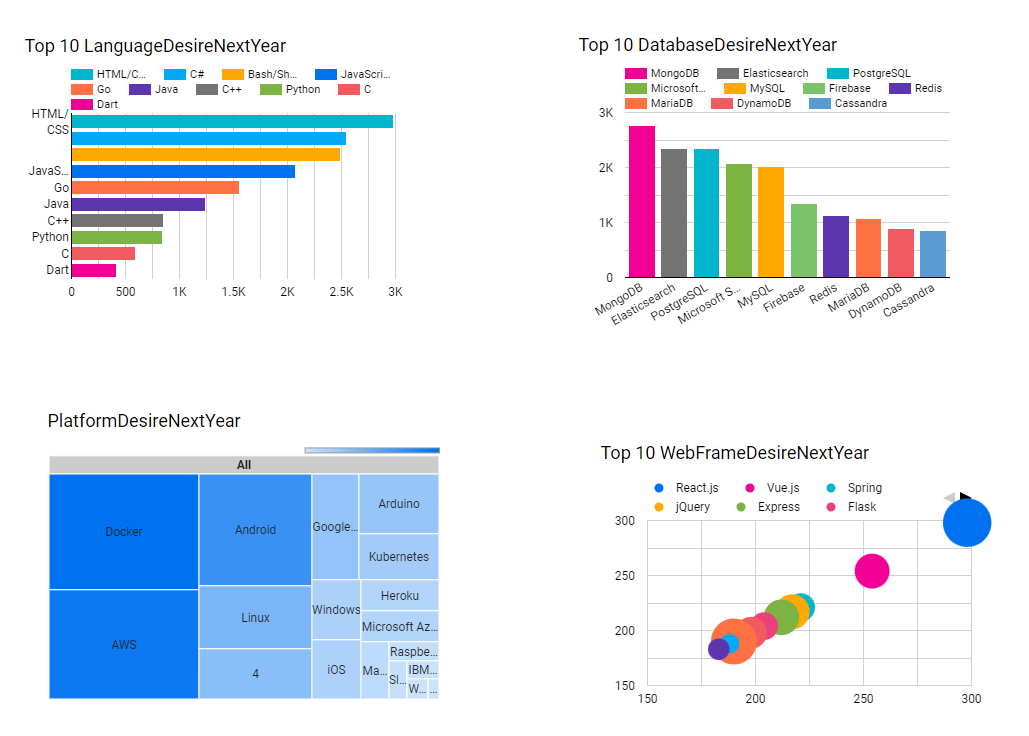 Top 10 LanguageDesireNextYear
HTML/C... C# Bash/Sh... JavaScri...
Go Java C++ Python C
Dart
HTML/
CSS
JavaS...
Go
Java
C++
Python
C
Dart
0 500 1K 1.5K 2K 2.5K 3K
Top 10 DatabaseDesireNextYear
MongoDB Elasticsearch PostgreSQL
Microsoft... MySQL Firebase Redis
MariaDB DynamoDB Cassandra
3K
2K
1K
0
MongoDB Elasticsearch PostgreSQL Microsoft S... MySQL Firebase Redis MariaDB DynamoDB Cassandra
PlatformDesireNextYear
All
Docker
AWS
Android
Linux
4
Google...
Arduino
Kubernetes
Windows
iOS
Heroku
Microsoft Az...
Ma...
Raspbe...
Sl...
IBM...
W... ...
Top 10 WebFrameDesireNextYear
React.js Vue.js Spring
jQuery Express Flask
300
250
200
150
150 200 250 300